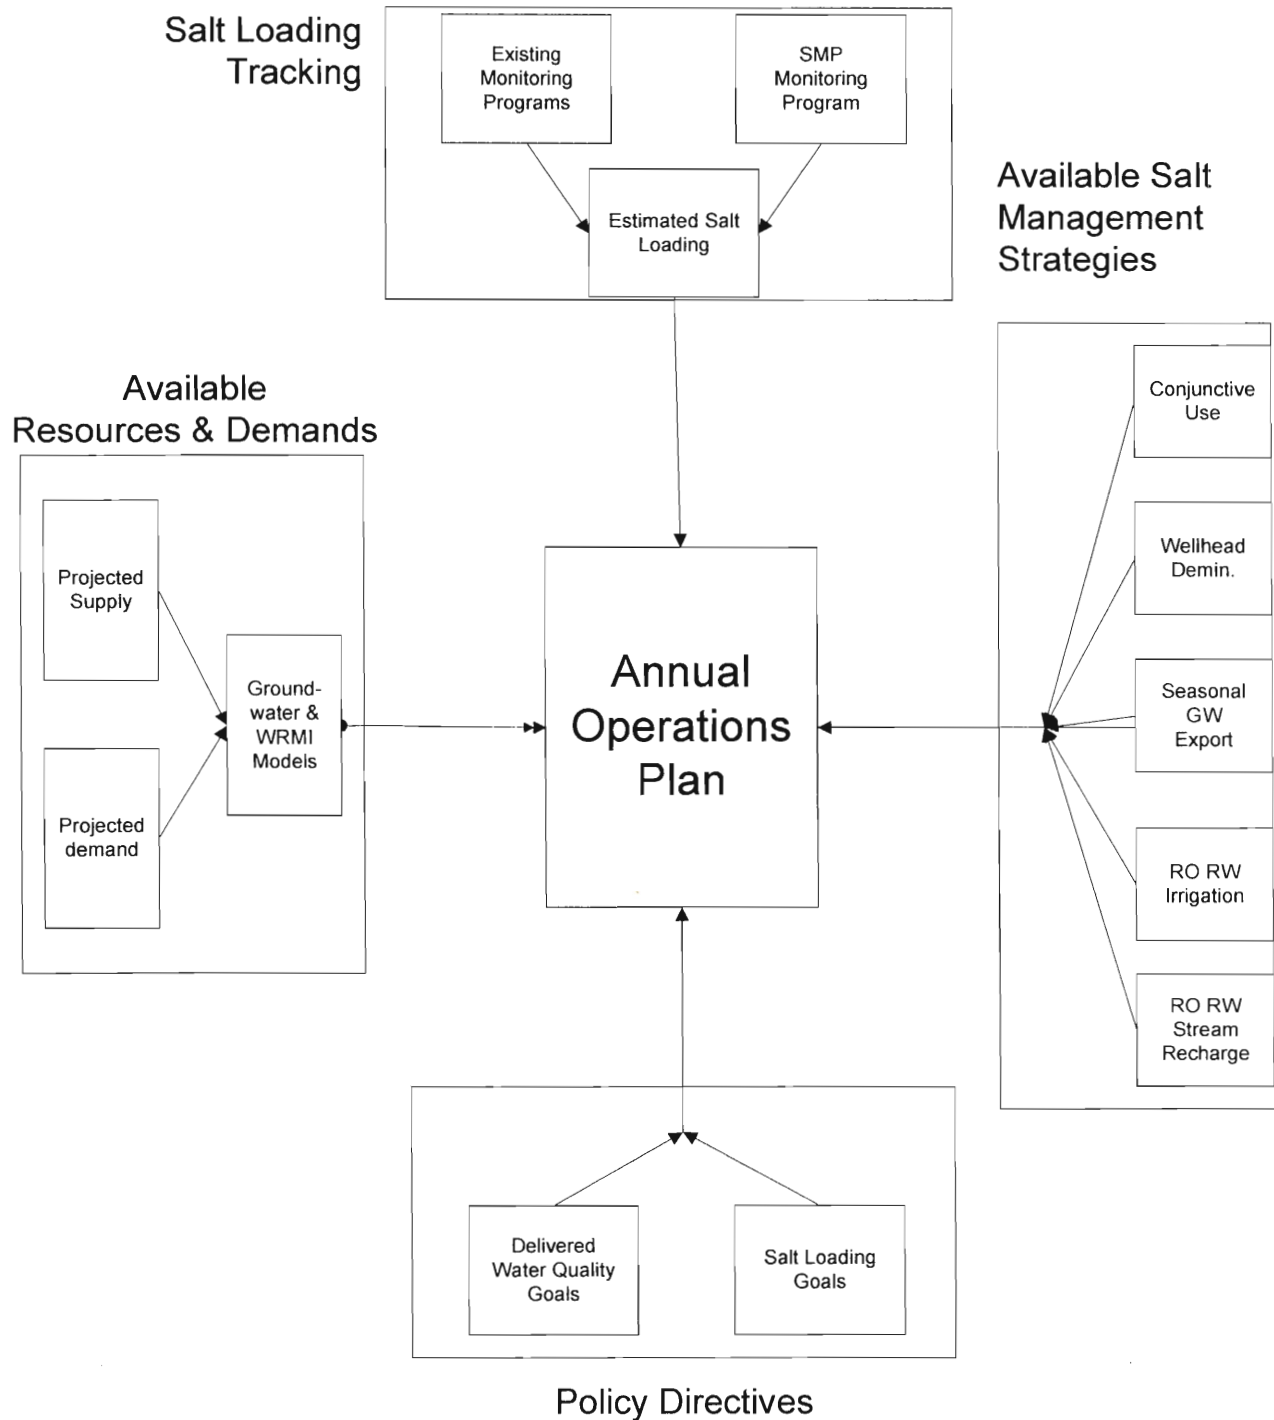 Salt Loading
Tracking
Existing
Monitoring
Programs
SMP
Monitoring
Program
Estimated Salt
Loading
Available Salt
Management
Strategies
Conjunctive
Use
Wellhead
Demin.
Seasonal
GW
Export
RO RW
Irrigation
RO RW
Stream
Recharge
Available
Resources & Demands
Projected
Supply
Projected
demand
Ground-
water &
WRMI
Models
Annual
Operations
Plan
Delivered
Water Quality
Goals
Salt Loading
Goals
Policy Directives